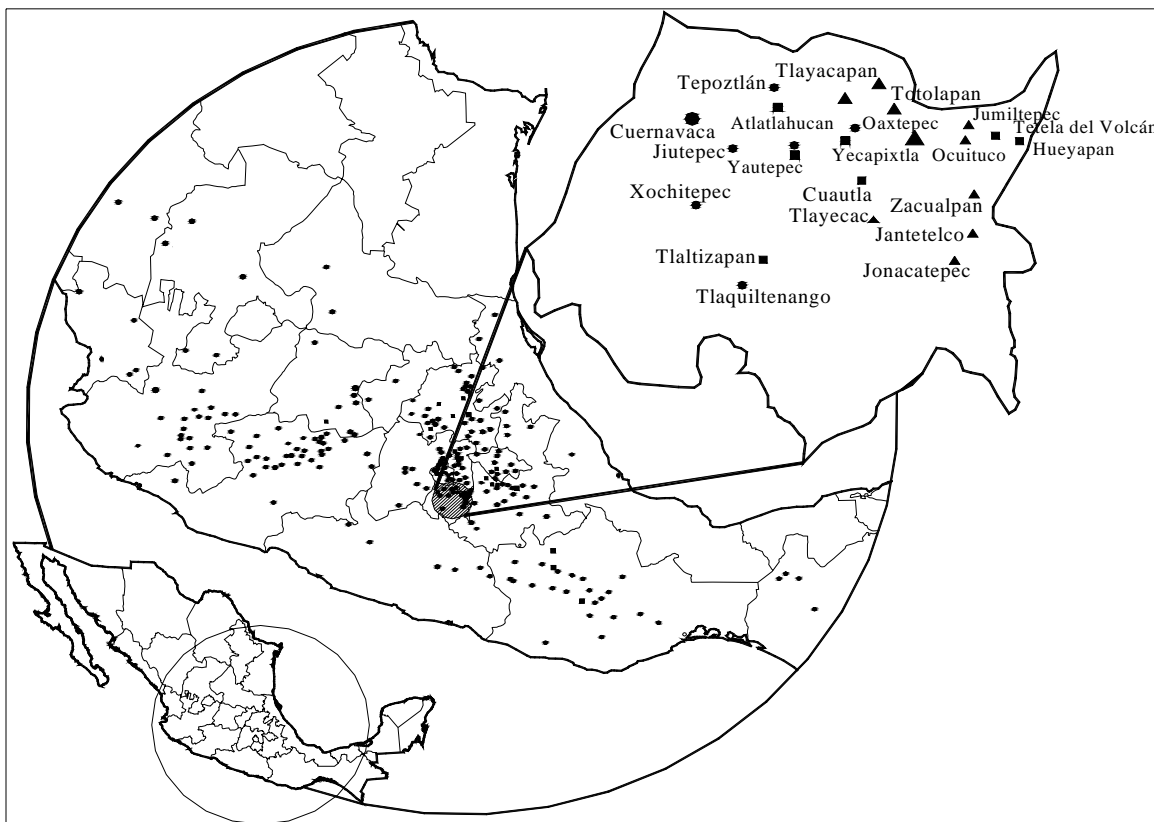 Tlayacapan
Tepoztlán
Totolapan
Jumiltepec
Atlatlahucan
Oaxtepec
Tetela del Volcán
Cuernavaca
Hueyapan
Jiutepec
Yautepec
Yecapixtla
Ocuituco
Xochitepec
Cuautla
Zacualpan
Tlayecac
Jantetelco
Tlaltizapan
Jonacatepec
Tlaquiltenango